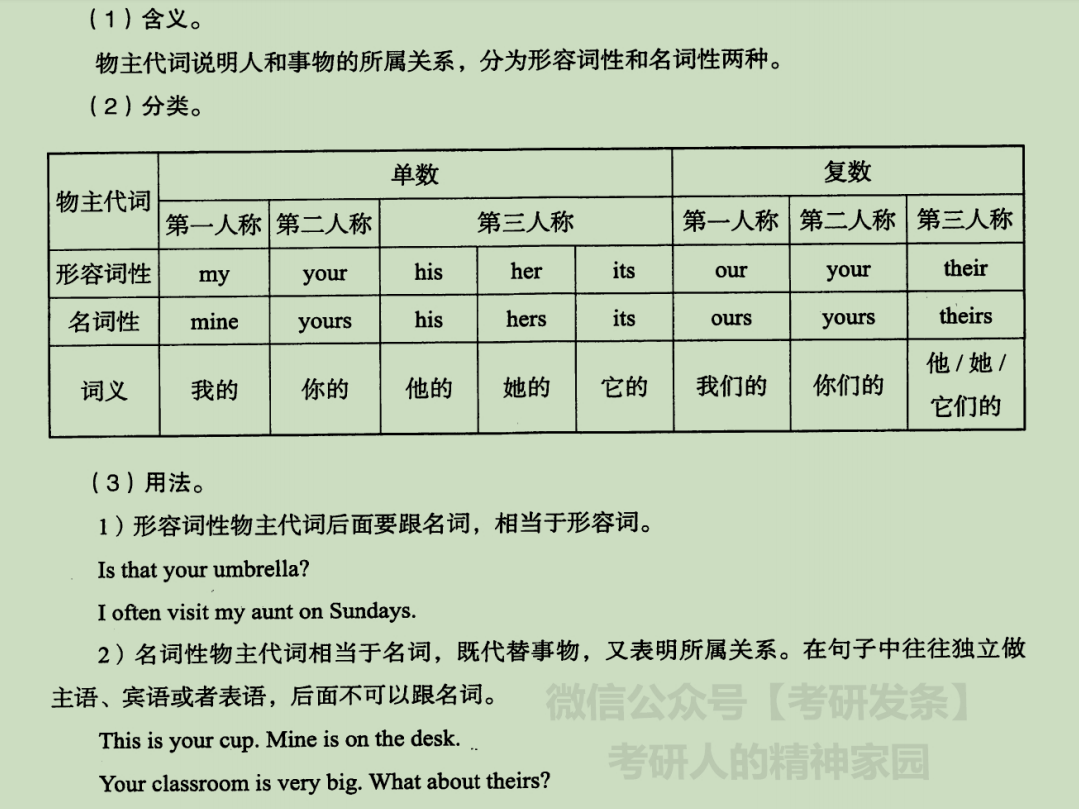 （1）含义。
物主代词说明人和事物的所属关系，分为形容词性和名词性两种。
（2）分类。
物主代词 单数 复数
第一人称 第二人称 第三人称 第一人称 第二人称 第三人称
形容词性 my your his her its our your their
名词性 mine yours his hers its ours yours theirs
词义 我的 你的 他的 她的 它的 我们的 你们的 他 / 她 /
它们的
（3）用法。
1）形容词性物主代词后面要跟名词，相当于形容词。
Is that your umbrella?
I often visit my aunt on Sundays.
2）名词性物主代词相当于名词，既代替事物，又表明所属关系。在句子中往往独立做
主语、宾语或者表语，后面不可以跟名词。
微信公众号【考研发条】
This is your cup. Mine is on the desk.
考研人的精神家园
Your classroom is very big. What about theirs?